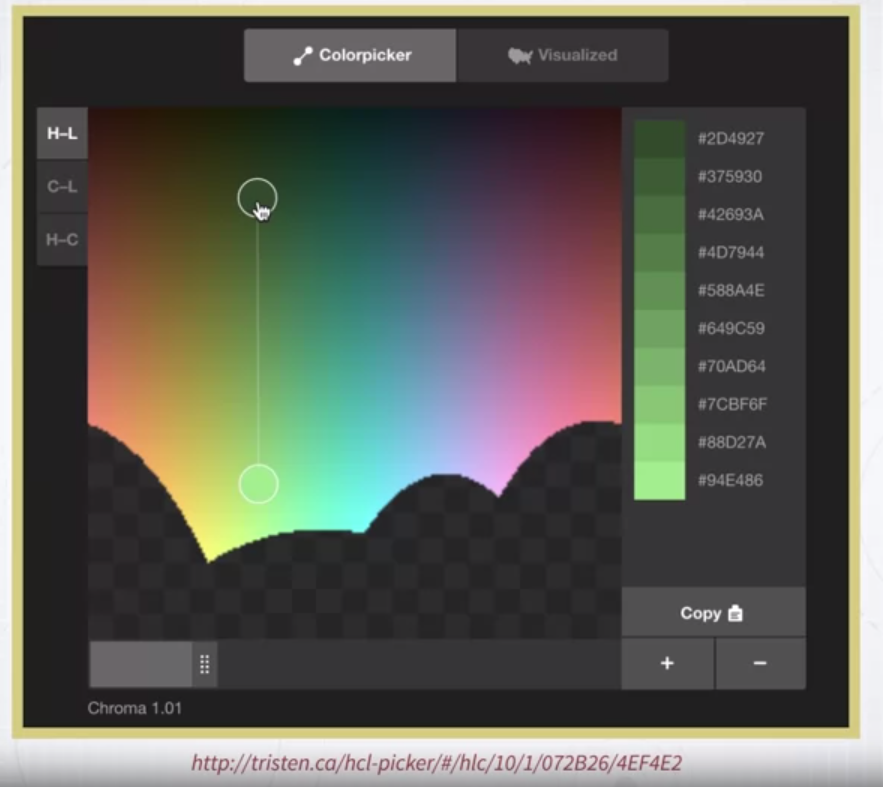 Colorpicker
Visualized
H–L
C–L
H–C
#2D4927
#375930
#42693A
#4D7944
#588A4E
#649C59
#70AD64
#7CBF6F
#88D27A
#94E486
Copy
+
−
Chroma 1.01
http://tristen.ca/hcl-picker/#/hlc/10/1/072B26/4EF4E2